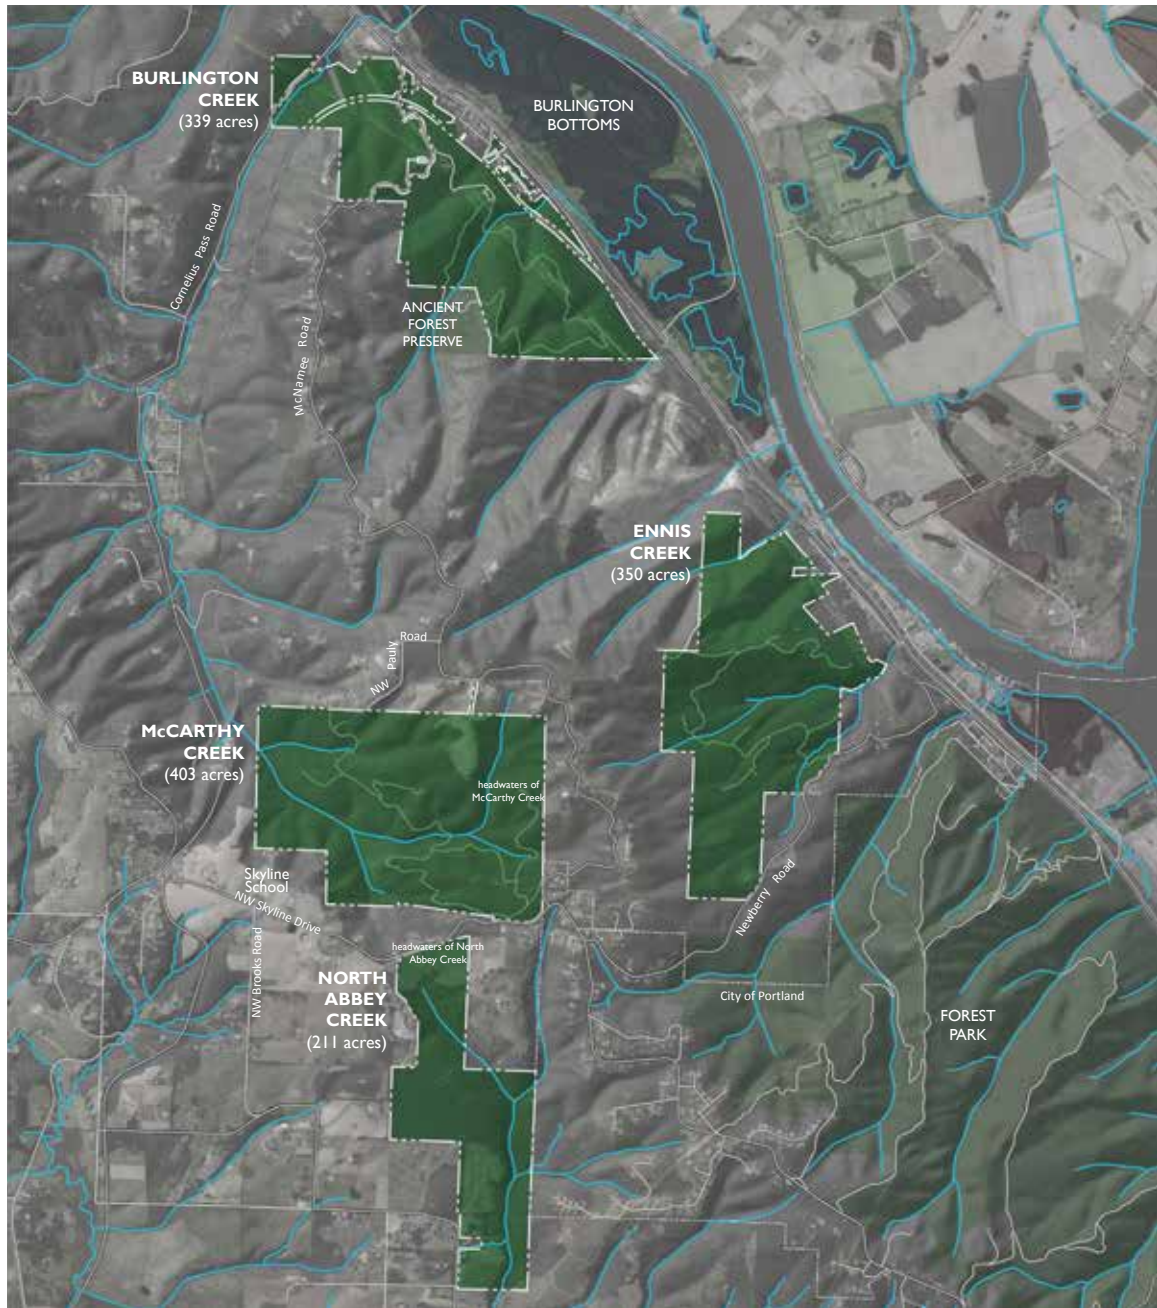 BURLINGTON
CREEK
(339 acres)
BURLINGTON
BOTTOMS
Cornelius Pass Road
McNamee Road
ANCIENT
FOREST
PRESERVE
ENNIS
CREEK
(350 acres)
NW Pauly Road
McCARTHY
CREEK
(403 acres)
headwaters of
McCarthy Creek
Skyline
School
NW Skyline Drive
Newberry Road
NW Brooks Road
headwaters of North
Abbey Creek
NORTH
ABBEY
CREEK
(211 acres)
City of Portland
FOREST
PARK